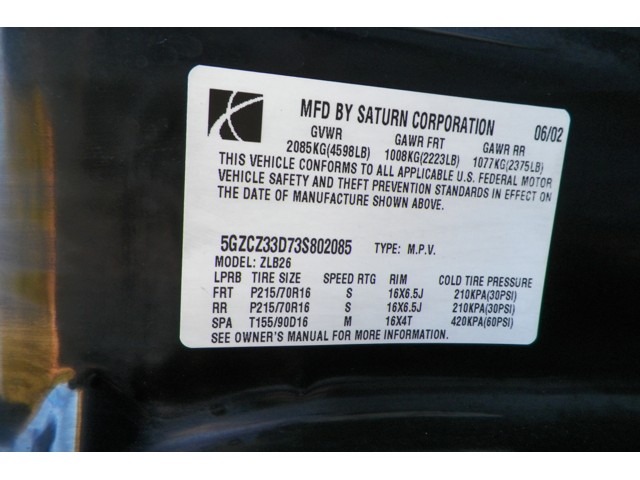 MFD BY SATURN CORPORATION 06/02
GVWR GAWR FRT GAWR RR
2085KG(4598LB) 1008KG(2223LB) 1077KG(2375LB)
THIS VEHICLE CONFORMS TO ALL APPLICABLE U.S. FEDERAL MOTOR
VEHICLE SAFETY AND THEFT PREVENTION STANDARDS IN EFFECT ON
THE DATE OF MANUFACTURE SHOWN ABOVE.
5GZCZ33D73S802085 TYPE: M.P.V.
MODEL: ZLB26
LPRB TIRE SIZE SPEED RTG RIM COLD TIRE PRESSURE
FRT P215/70R16 S 16X6.5J 210KPA(30PSI)
RR P215/70R16 S 16X6.5J 210KPA(30PSI)
SPA T155/90D16 M 16X4T 420KPA(60PSI)
SEE OWNER'S MANUAL FOR MORE INFORMATION.